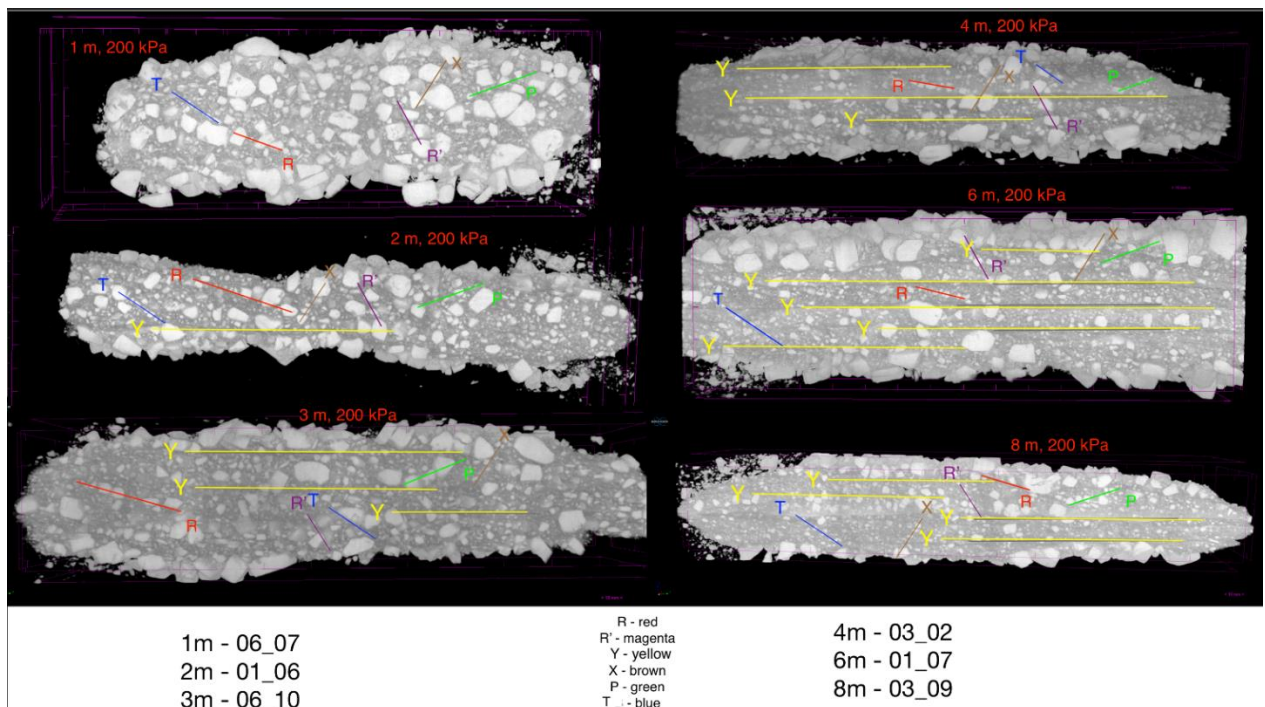 1 m, 200 kPa
T
X
P
R
R'
2 m, 200 kPa
R
X
R'
T
P
Y
3 m, 200 kPa
Y
X
P
Y
R'
T
Y
R
4 m, 200 kPa
Y
T
X
P
R
Y
Y
R'
6 m, 200 kPa
X
Y
P
R'
Y
R
T
Y
Y
Y
8 m, 200 kPa
R'
Y
Y
R
P
T
X
Y
Y
1m - 06_07
2m - 01_06
3m - 06_10
R - red
R' - magenta
Y - yellow
X - brown
P - green
T - blue
4m - 03_02
6m - 01_07
8m - 03_09